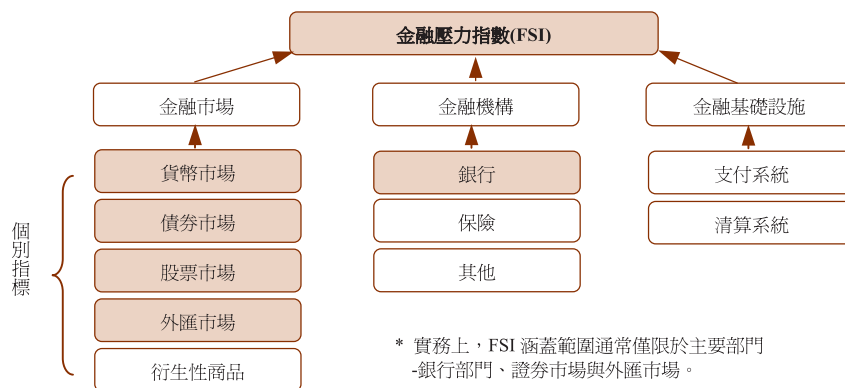 金融壓力指數(FSI)
金融市場
金融機構
金融基礎設施
貨幣市場
銀行
支付系統
債券市場
保險
清算系統
股票市場
其他
外匯市場
衍生性商品
個別指標
* 實務上，FSI 涵蓋範圍通常僅限於主要部門
-銀行部門、證券市場與外匯市場。